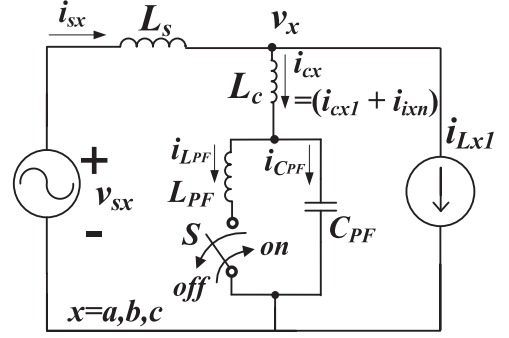 i_sx
L_s
v_x
L_c
i_cx
=(i_cx1 + i_ixn)
i_Lx1
i_LPF
i_CPF
L_PF
C_PF
+
v_sx
-
S
on
off
x=a,b,c